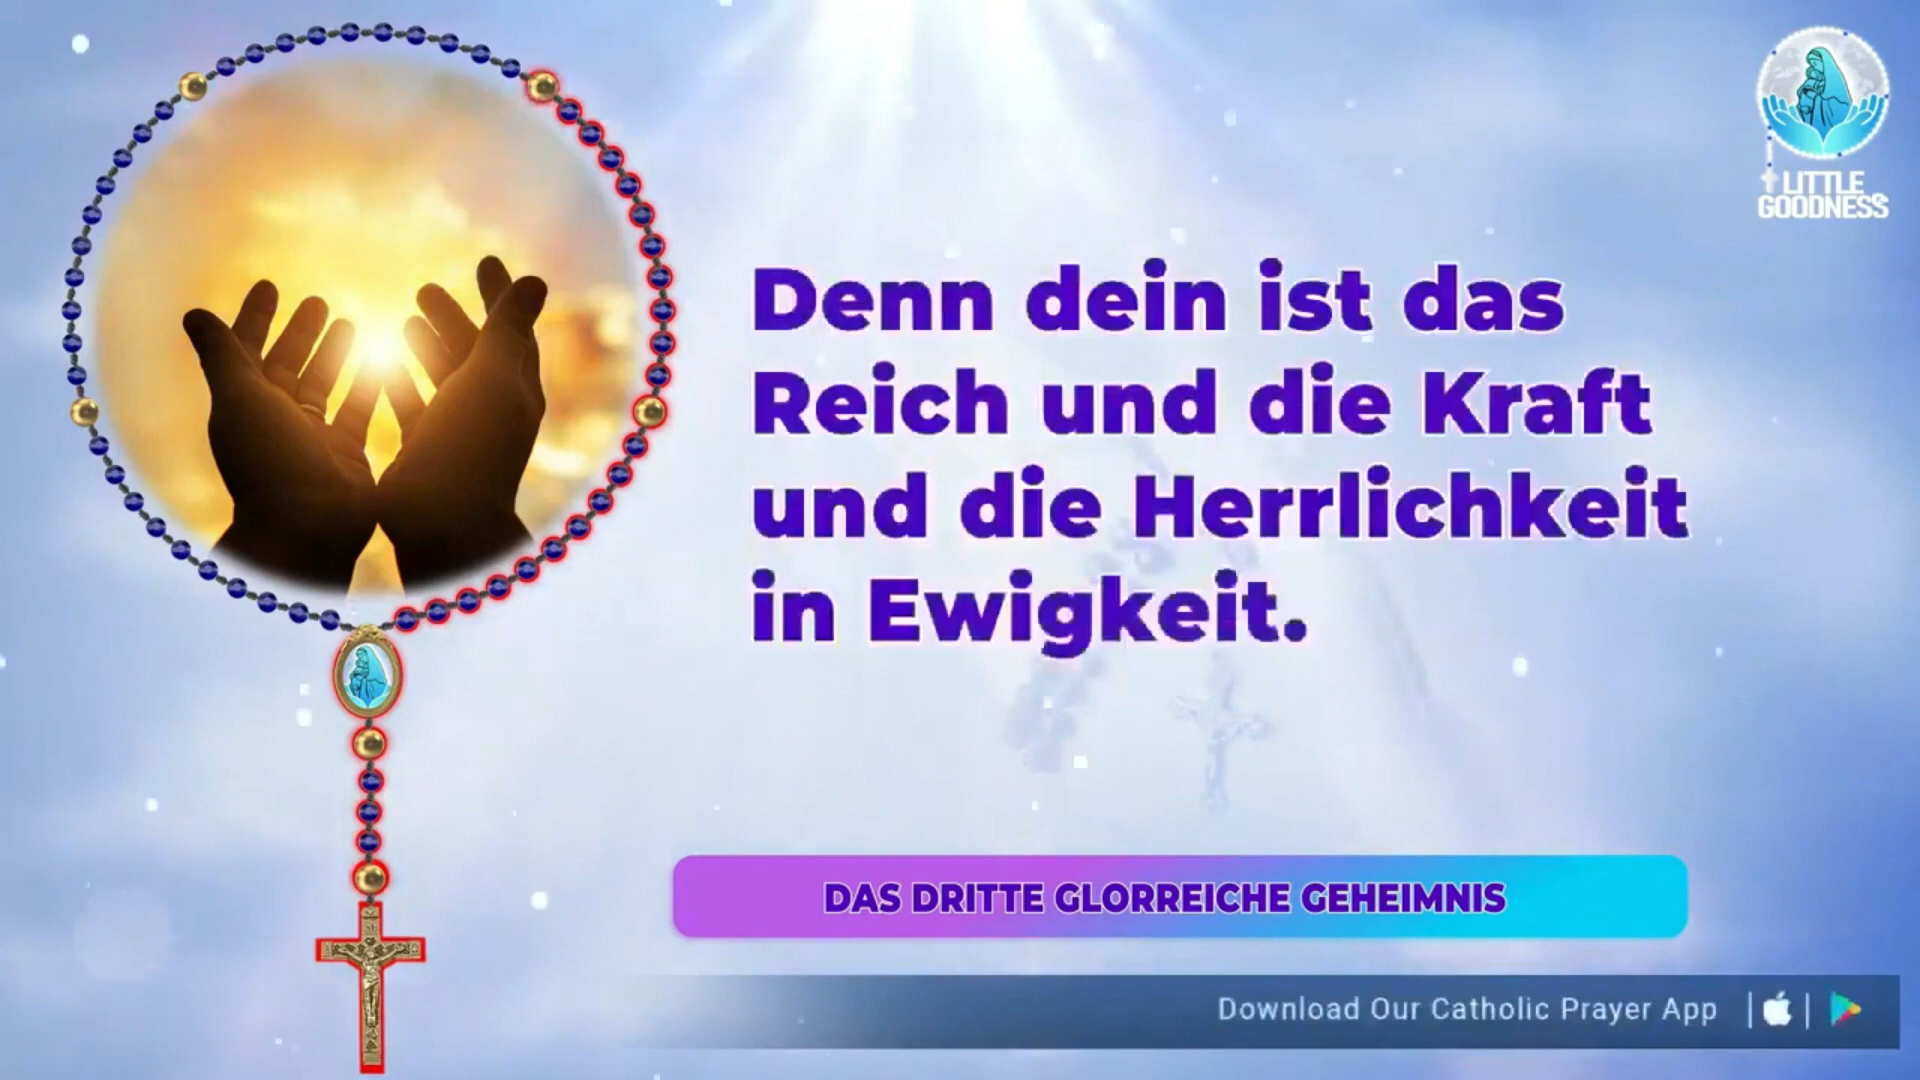 LITTLE
GOODNESS
Denn dein ist das
Reich und die Kraft
und die Herrlichkeit
in Ewigkeit.
DAS DRITTE GLORREICHE GEHEIMNIS
Download Our Catholic Prayer App